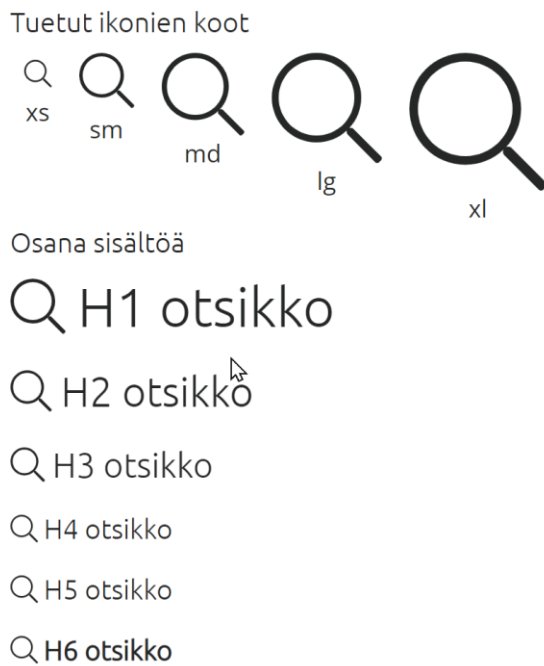 Tuetut ikonien koot
xs
sm
md
lg
xl
Osana sisältöä
H1 otsikko
H2 otsikko
H3 otsikko
H4 otsikko
H5 otsikko
H6 otsikko